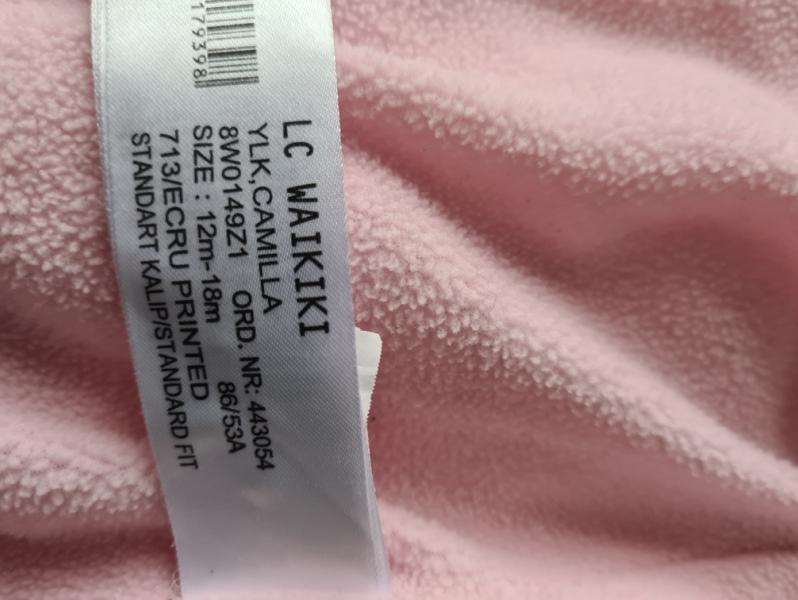 179398
LC WAIKIKI
YLK,CAMILLA
8W0149Z1 ORD. NR: 443054
SIZE : 12m-18m 86/53A
713/ECRU PRINTED
STANDART KALIP/STANDARD FIT